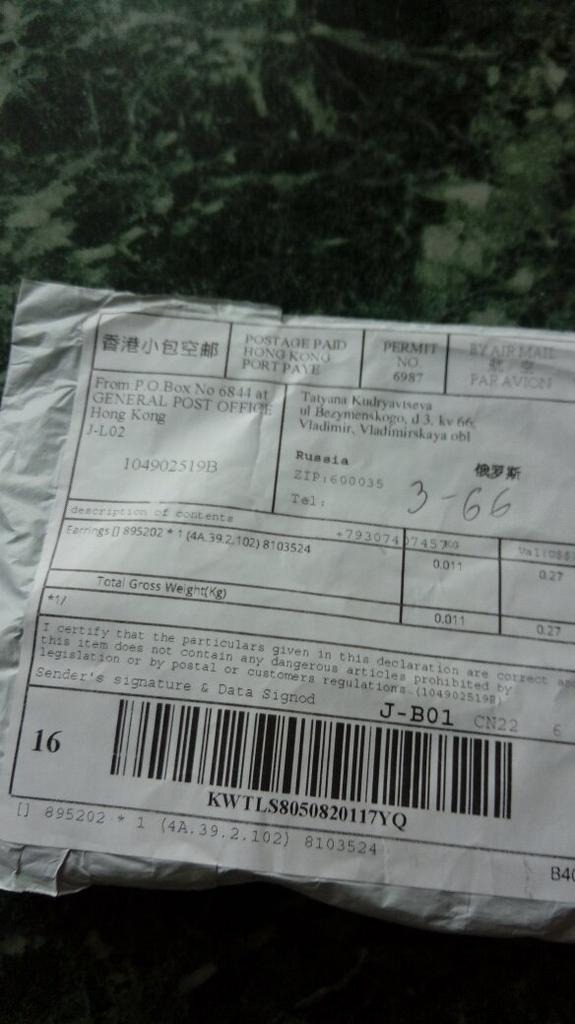 香港小包空邮
POSTAGE PAID
HONG KONG
PORT PAYE
PERMIT
NO.
6987
BY AIR MAIL
航 空
PAR AVION
From:P.O.Box No 6844 at
GENERAL POST OFFICE
Hong Kong
J-L02
104902519B
Tatyana Kudryavtseva
ul Bezymenskogo, d 3, kv 66,
Vladimir, Vladimirskaya obl
Russia 俄罗斯
ZIP:600035
Tel: 3-66
description of contents +79307407457KG Val(US$)
Earrings [] 895202 * 1 (4A.39.2.102) 8103524 0.011 0.27
Total Gross Weight(Kg)
*1/ 0.011 0.27
I certify that the particulars given in this declaration are correct and
this item does not contain any dangerous articles prohibited by
legislation or by postal or customers regulations.(104902519B)
Sender's signature & Data Signod J-B01 CN22 6
16
KWTLS8050820117YQ
[] 895202 * 1 (4A.39.2.102) 8103524